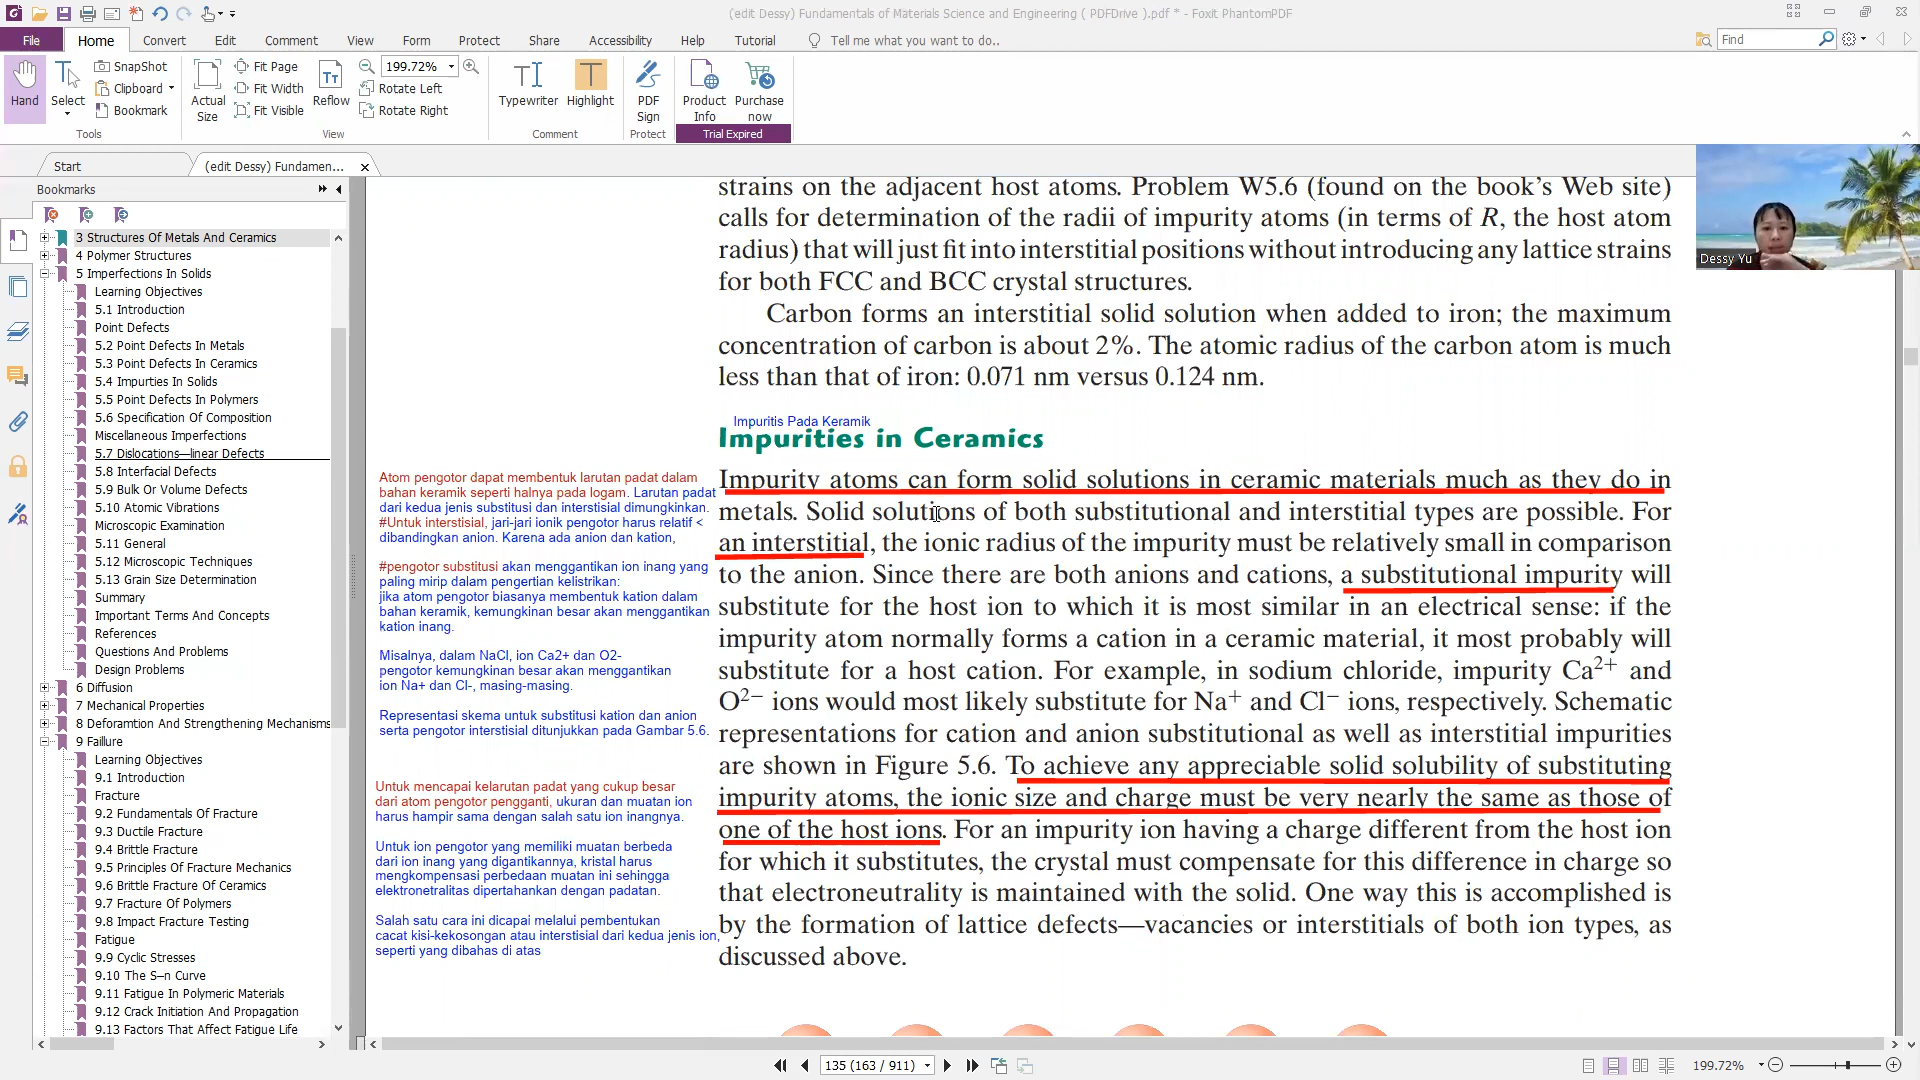 (edit Dessy) Fundamentals of Materials Science and Engineering ( PDFDrive ).pdf * - Foxit PhantomPDF
File Home Convert Edit Comment View Form Protect Share Accessibility Help Tutorial Tell me what you want to do.. Find
Hand
Select
SnapShot
Clipboard
Bookmark
Tools
Actual Size
Fit Page
Fit Width
Fit Visible
Reflow
199.72%
Rotate Left
Rotate Right
View
Typewriter
Highlight
Comment
PDF Sign
Protect
Product Info
Purchase now
Trial Expired
Start
(edit Dessy) Fundamen...
Bookmarks
3 Structures Of Metals And Ceramics
4 Polymer Structures
5 Imperfections In Solids
Learning Objectives
5.1 Introduction
Point Defects
5.2 Point Defects In Metals
5.3 Point Defects In Ceramics
5.4 Impurties In Solids
5.5 Point Defects In Polymers
5.6 Specification Of Composition
Miscellaneous Imperfections
5.7 Dislocations—linear Defects
5.8 Interfacial Defects
5.9 Bulk Or Volume Defects
5.10 Atomic Vibrations
Microscopic Examination
5.11 General
5.12 Microscopic Techniques
5.13 Grain Size Determination
Summary
Important Terms And Concepts
References
Questions And Problems
Design Problems
6 Diffusion
7 Mechanical Properties
8 Deforamtion And Strengthening Mechanisms
9 Faillure
Learning Objectives
9.1 Introduction
Fracture
9.2 Fundamentals Of Fracture
9.3 Ductile Fracture
9.4 Brittle Fracture
9.5 Principles Of Fracture Mechanics
9.6 Brittle Fracture Of Ceramics
9.7 Fracture Of Polymers
9.8 Impact Fracture Testing
Fatigue
9.9 Cyclic Stresses
9.10 The S—n Curve
9.11 Fatigue In Polymeric Materials
9.12 Crack Initiation And Propagation
9.13 Factors That Affect Fatigue Life
strains on the adjacent host atoms. Problem W5.6 (found on the book's Web site)
calls for determination of the radii of impurity atoms (in terms of R, the host atom
radius) that will just fit into interstitial positions without introducing any lattice strains
for both FCC and BCC crystal structures.
Carbon forms an interstitial solid solution when added to iron; the maximum
concentration of carbon is about 2%. The atomic radius of the carbon atom is much
less than that of iron: 0.071 nm versus 0.124 nm.
Impuritis Pada Keramik
Impurities in Ceramics
Impurity atoms can form solid solutions in ceramic materials much as they do in
metals. Solid solutions of both substitutional and interstitial types are possible. For
an interstitial, the ionic radius of the impurity must be relatively small in comparison
to the anion. Since there are both anions and cations, a substitutional impurity will
substitute for the host ion to which it is most similar in an electrical sense: if the
impurity atom normally forms a cation in a ceramic material, it most probably will
substitute for a host cation. For example, in sodium chloride, impurity Ca²⁺ and
O²⁻ ions would most likely substitute for Na⁺ and Cl⁻ ions, respectively. Schematic
representations for cation and anion substitutional as well as interstitial impurities
are shown in Figure 5.6. To achieve any appreciable solid solubility of substituting
impurity atoms, the ionic size and charge must be very nearly the same as those of
one of the host ions. For an impurity ion having a charge different from the host ion
for which it substitutes, the crystal must compensate for this difference in charge so
that electroneutrality is maintained with the solid. One way this is accomplished is
by the formation of lattice defects—vacancies or interstitials of both ion types, as
discussed above.
Atom pengotor dapat membentuk larutan padat dalam
bahan keramik seperti halnya pada logam. Larutan padat
dari kedua jenis substitusi dan interstisial dimungkinan.
#Untuk interstisial, jari-jari ionik pengotor harus relatif <
dibandingkan anion. Karena ada anion dan kation,
#pengotor substitusi akan menggantikan ion inang yang
paling mirip dalam pengertian kelistrikan:
jika atom pengotor biasanya membentuk kation dalam
bahan keramik, kemungkinan besar akan menggantikan
kation inang.
Misalnya, dalam NaCl, ion Ca2+ dan O2-
pengotor kemungkinan besar akan menggantikan
ion Na+ dan Cl-, masing-masing.
Representasi skema untuk substitusi kation dan anion
serta pengotor interstisial ditunjukkan pada Gambar 5.6.
Untuk mencapai kelarutan padat yang cukup besar
dari atom pengotor pengganti, ukuran dan muatan ion
harus hampir sama dengan salah satu ion inangnya.
Untuk ion pengotor yang memiliki muatan berbeda
dari ion inang yang digantikannya, kristal harus
mengkompensasi perbedaan muatan ini sehingga
elektronetralitas dipertahankan dengan padatan.
Salah satu cara ini dicapai melalui pembentukan
cacat kisi-kekosongan atau interstisial dari kedua jenis ion,
seperti yang dibahas di atas
Dessy Yu
135 (163 / 911)
199.72%